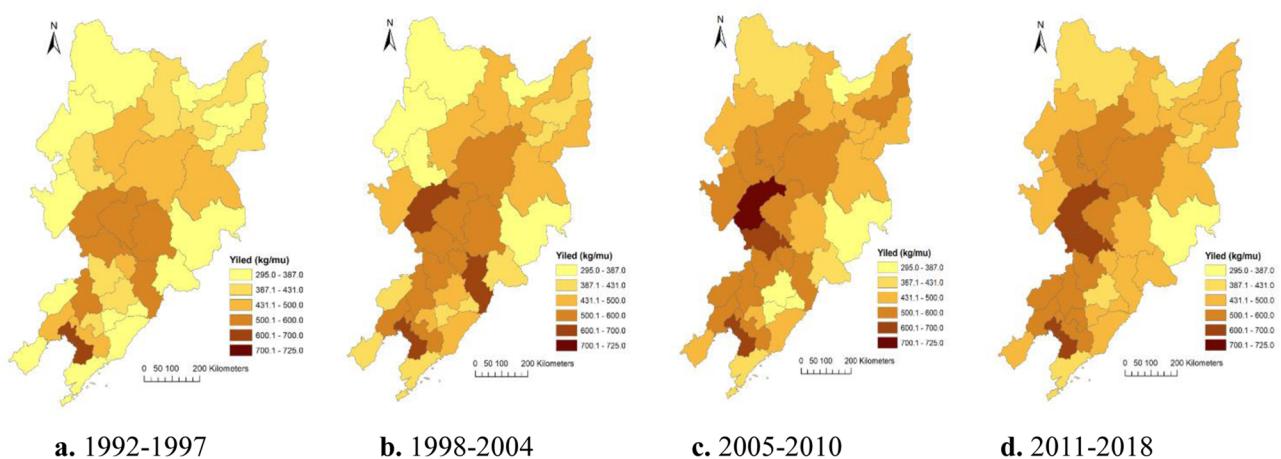 N
Yiled (kg/mu)
295.0 - 387.0
387.1 - 431.0
431.1 - 500.0
500.1 - 600.0
600.1 - 700.0
700.1 - 725.0
0 50 100 200 Kilometers
a. 1992-1997
N
Yiled (kg/mu)
295.0 - 387.0
387.1 - 431.0
431.1 - 500.0
500.1 - 600.0
600.1 - 700.0
700.1 - 725.0
0 50 100 200 Kilometers
b. 1998-2004
N
Yiled (kg/mu)
295.0 - 387.0
387.1 - 431.0
431.1 - 500.0
500.1 - 600.0
600.1 - 700.0
700.1 - 725.0
0 50 100 200 Kilometers
c. 2005-2010
N
Yiled (kg/mu)
295.0 - 387.0
387.1 - 431.0
431.1 - 500.0
500.1 - 600.0
600.1 - 700.0
700.1 - 725.0
0 50 100 200 Kilometers
d. 2011-2018